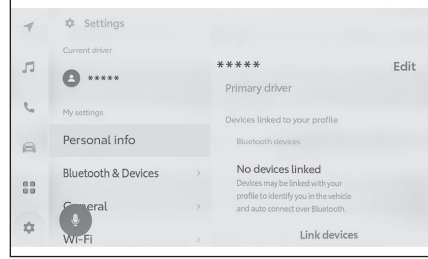 Settings
Current driver
*****
My settings
Personal info
Bluetooth & Devices
General
Wi-Fi
*****
Edit
Primary driver
Devices linked to your profile
Bluetooth devices
No devices linked
Devices may be linked with your
profile to identify you in the vehicle
and auto connect over Bluetooth.
Link devices